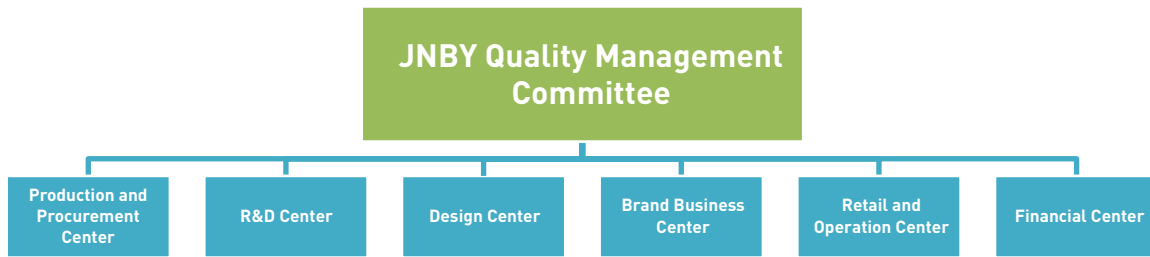 JNBY Quality Management
Committee
Production and
Procurement
Center
R&D Center
Design Center
Brand Business
Center
Retail and
Operation Center
Financial Center